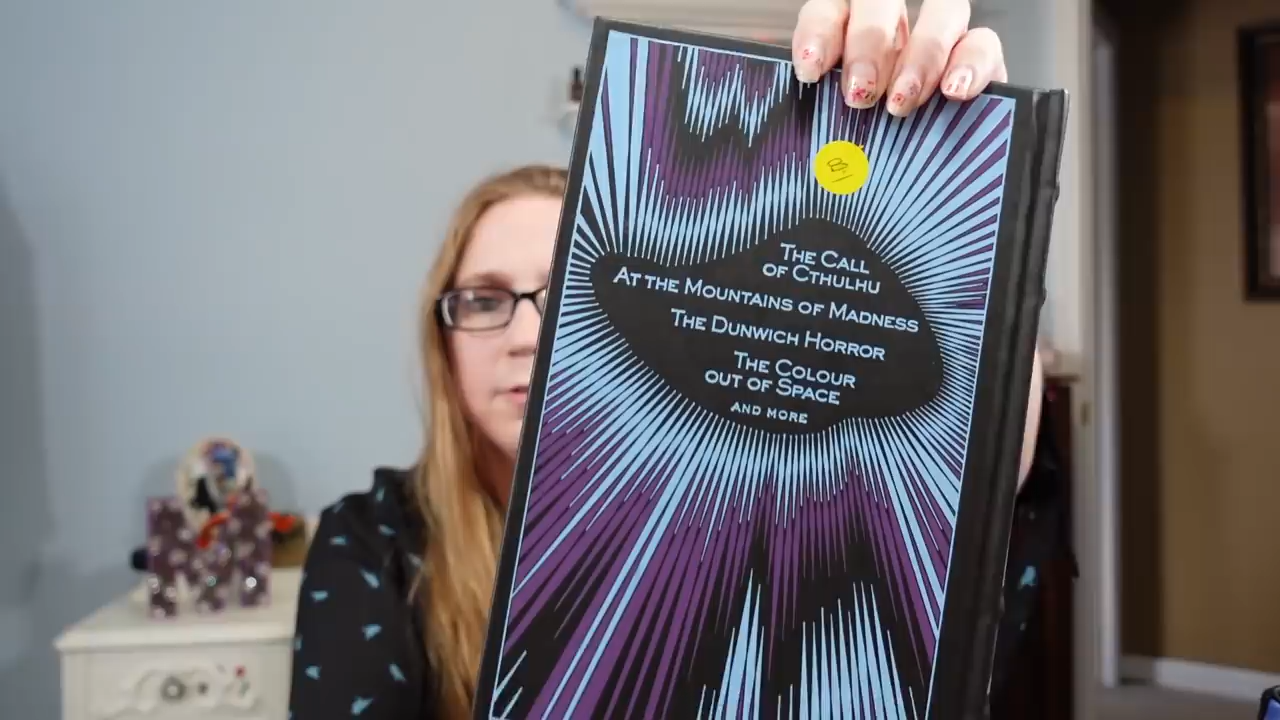 The Call
of Cthulhu
At the Mountains of Madness
The Dunwich Horror
The Colour
out of Space
and more